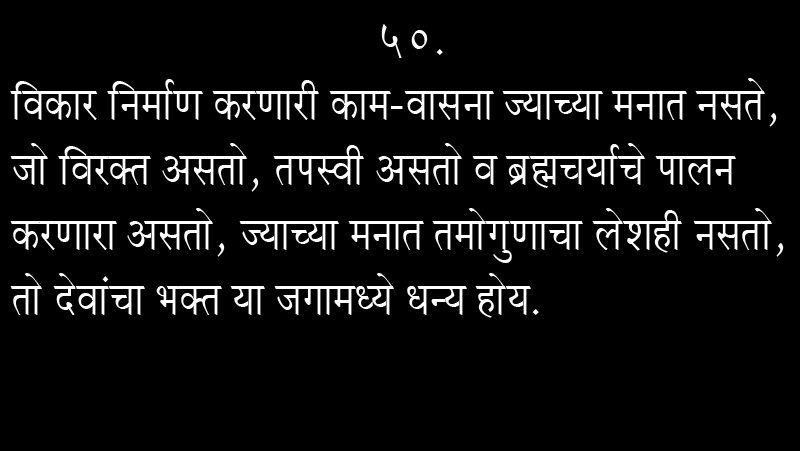 ५०.
विकार निर्माण करणारी काम-वासना ज्याच्या मनात नसते,
जो विरक्त असतो, तपस्वी असतो व ब्रह्मचर्याचे पालन
करणारा असतो, ज्याच्या मनात तमोगुणाचा लेशही नसतो,
तो देवांचा भक्त या जगामध्ये धन्य होय.